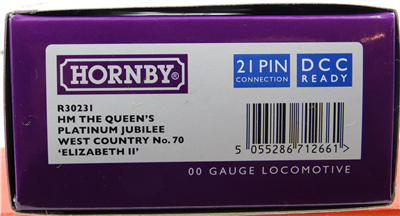 HORNBY®
21 PIN
CONNECTION
DCC
READY
R30231
HM THE QUEEN'S
PLATINUM JUBILEE
WEST COUNTRY No. 70
'ELIZABETH II'
5 055286 712661 >
00 GAUGE LOCOMOTIVE